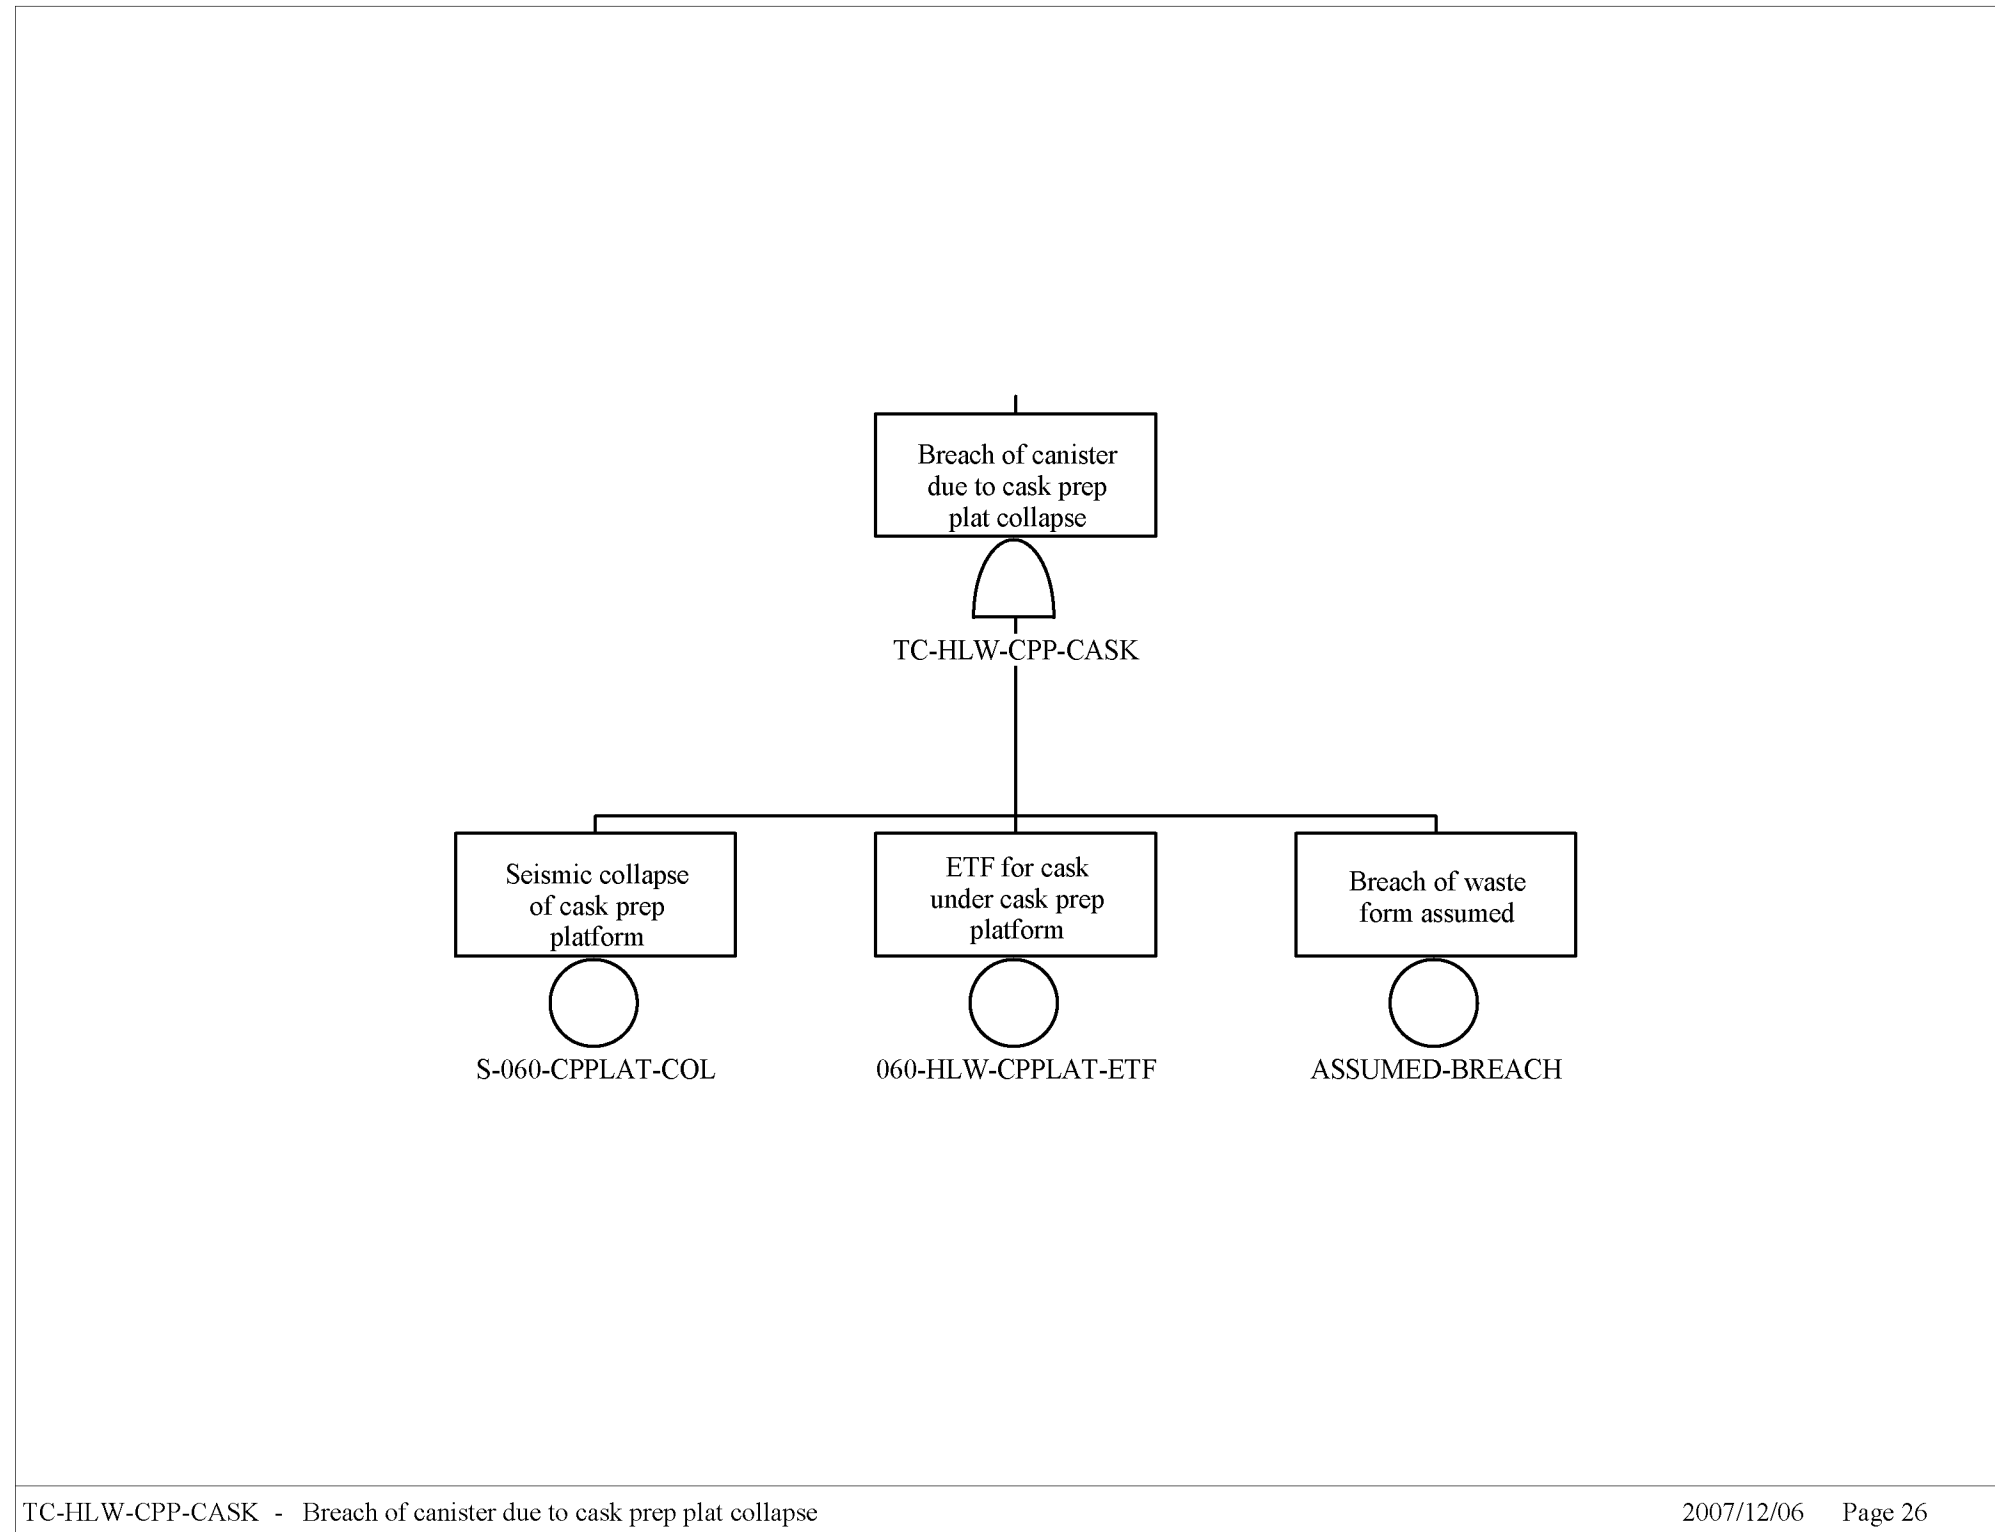 Breach of canister
due to cask prep
plat collapse
TC-HLW-CPP-CASK
Seismic collapse
of cask prep
platform
S-060-CPPLAT-COL
ETF for cask
under cask prep
platform
060-HLW-CPPLAT-ETF
Breach of waste
form assumed
ASSUMED-BREACH
TC-HLW-CPP-CASK - Breach of canister due to cask prep plat collapse
2007/12/06 Page 26